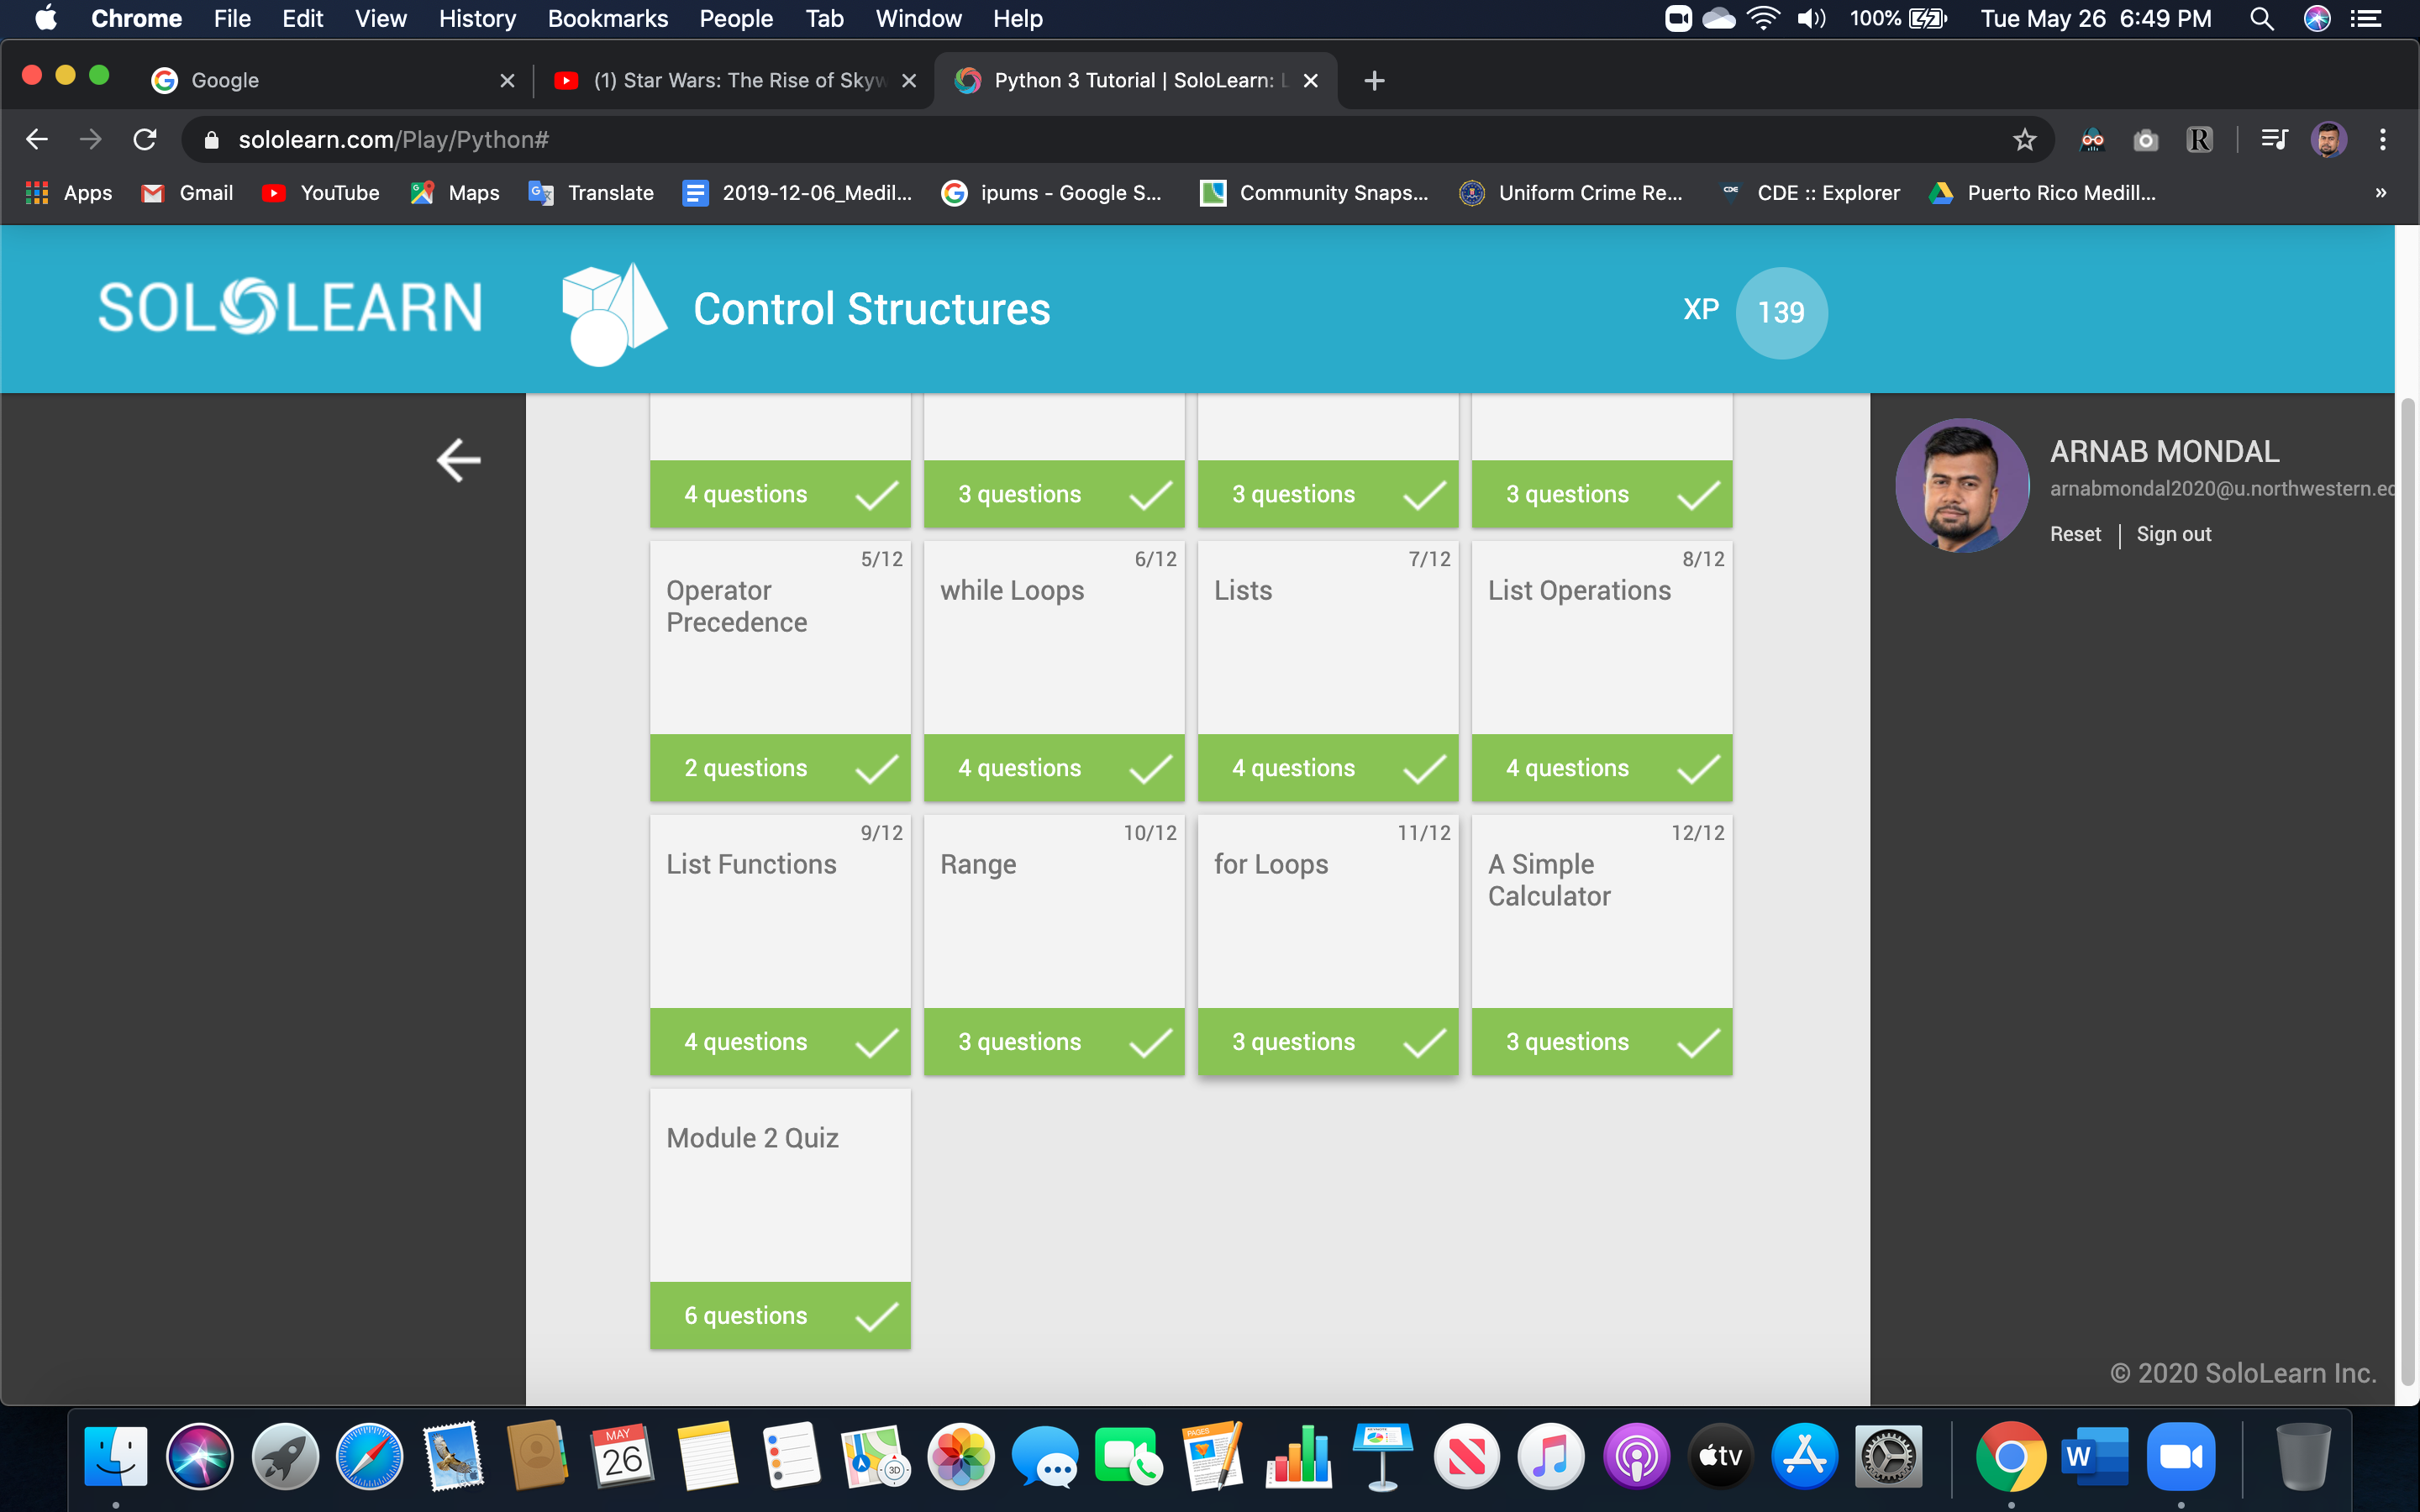 Chrome File Edit View History Bookmarks People Tab Window Help 100% Tue May 26 6:49 PM
Google (1) Star Wars: The Rise of Skyw Python 3 Tutorial | SoloLearn: L
sololearn.com/Play/Python#
Apps Gmail YouTube Maps Translate 2019-12-06_Medil... ipums - Google S... Community Snaps... Uniform Crime Re... CDE :: Explorer Puerto Rico Medill... »
SOLOLEARN Control Structures XP 139
4 questions 3 questions 3 questions 3 questions
ARNAB MONDAL
arnabmondal2020@u.northwestern.ec
Reset | Sign out
5/12 6/12 7/12 8/12
Operator Precedence while Loops Lists List Operations
2 questions 4 questions 4 questions 4 questions
9/12 10/12 11/12 12/12
List Functions Range for Loops A Simple Calculator
4 questions 3 questions 3 questions 3 questions
Module 2 Quiz
6 questions
© 2020 SoloLearn Inc.
MAY
26
PAGES
3D
tv
W